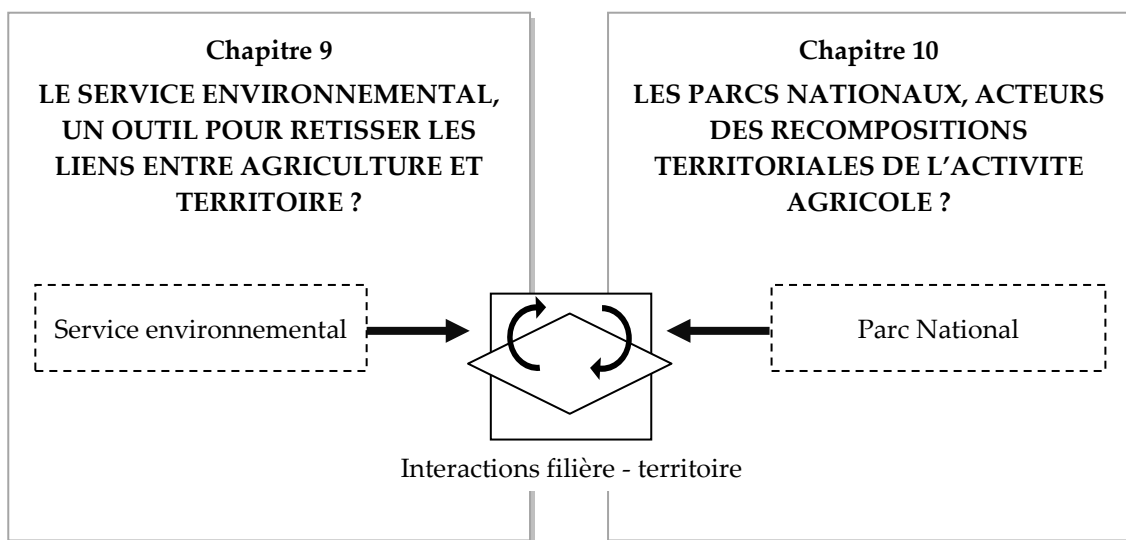 Chapitre 9
LE SERVICE ENVIRONNEMENTAL,
UN OUTIL POUR RETISSER LES
LIENS ENTRE AGRICULTURE ET
TERRITOIRE ?
Service environnemental
Chapitre 10
LES PARCS NATIONAUX, ACTEURS
DES RECOMPOSITIONS
TERRITORIALES DE L’ACTIVITE
AGRICOLE ?
Parc National
Interactions filière - territoire